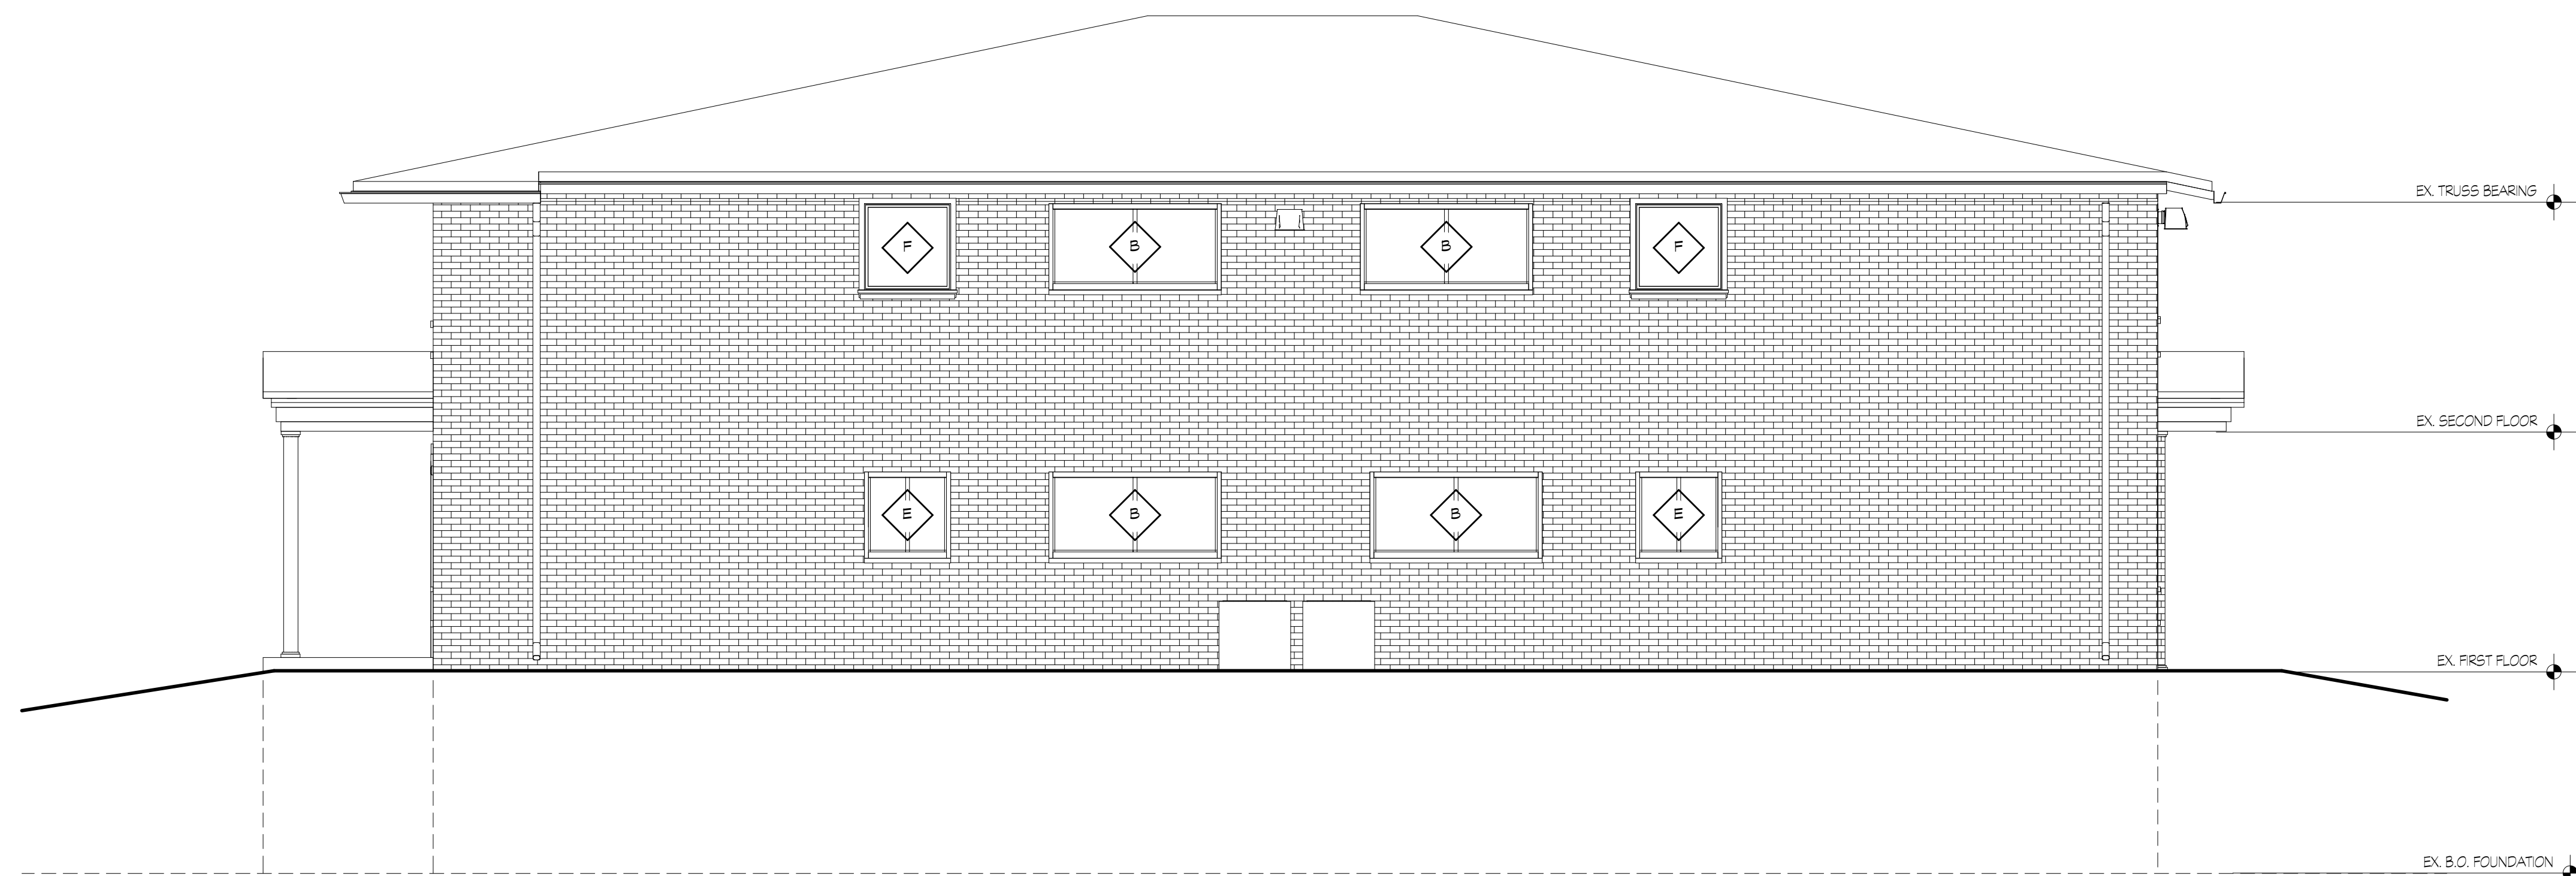 EX. TRUSS BEARING
F
B
B
F
EX. SECOND FLOOR
E
B
B
E
EX. FIRST FLOOR
EX. B.O. FOUNDATION